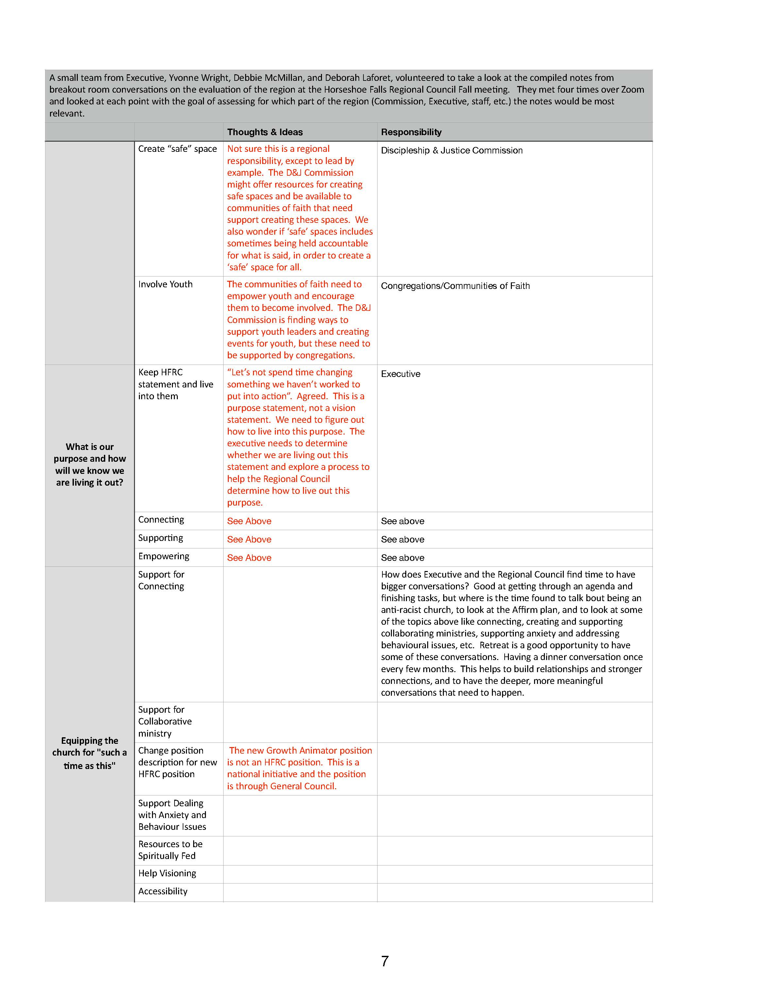 A small team from Executive, Yvonne Wright, Debbie McMillan, and Deborah Laforet, volunteered to take a look at the compiled notes from
breakout room conversations on the evaluation of the region at the Horseshoe Falls Regional Council Fall meeting.   They met four times over Zoom
and looked at each point with the goal of assessing for which part of the region (Commission, Executive, staff, etc.) the notes would be most
relevant.
Thoughts & Ideas
Responsibility
Create “safe” space
Not sure this is a regional
responsibility, except to lead by
example.  The D&J Commission
might offer resources for creating
safe spaces and be available to
communities of faith that need
support creating these spaces.  We
also wonder if ‘safe’ spaces includes
sometimes being held accountable
for what is said, in order to create a
‘safe’ space for all.
Discipleship & Justice Commission
Involve Youth
The communities of faith need to
empower youth and encourage
them to become involved.  The D&J
Commission is finding ways to
support youth leaders and creating
events for youth, but these need to
be supported by congregations.
Congregations/Communities of Faith
What is our
purpose and how
will we know we
are living it out?
Keep HFRC
statement and live
into them
“Let’s not spend time changing
something we haven’t worked to
put into action”.  Agreed.  This is a
purpose statement, not a vision
statement.  We need to figure out
how to live into this purpose.  The
executive needs to determine
whether we are living out this
statement and explore a process to
help the Regional Council
determine how to live out this
purpose.
Executive
Connecting
See Above
See above
Supporting
See Above
See above
Empowering
See Above
See above
Equipping the
church for "such a
time as this"
Support for
Connecting
How does Executive and the Regional Council find time to have
bigger conversations?  Good at getting through an agenda and
finishing tasks, but where is the time found to talk bout being an
anti-racist church, to look at the Affirm plan, and to look at some
of the topics above like connecting, creating and supporting
collaborating ministries, supporting anxiety and addressing
behavioural issues, etc.  Retreat is a good opportunity to have
some of these conversations.  Having a dinner conversation once
every few months.  This helps to build relationships and stronger
connections, and to have the deeper, more meaningful
conversations that need to happen.
Support for
Collaborative
ministry
Change position
description for new
HFRC position
The new Growth Animator position
is not an HFRC position.  This is a
national initiative and the position
is through General Council.
Support Dealing
with Anxiety and
Behaviour Issues
Resources to be
Spiritually Fed
Help Visioning
Accessibility
7